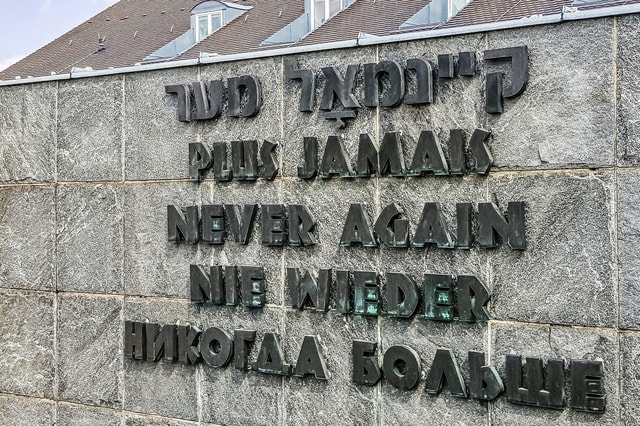 קיינמאָל מער
PLUS JAMAIS
NEVER AGAIN
NIE WIEDER
НИКОГДА БОЛЬШЕ